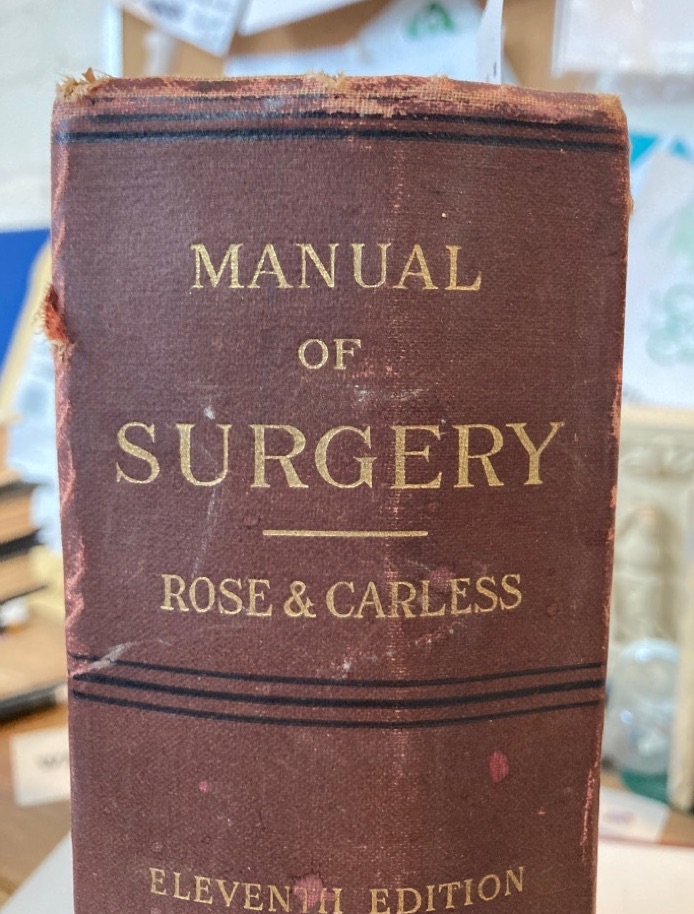 MANUAL
OF
SURGERY
ROSE & CARLESS
ELEVENTH EDITION